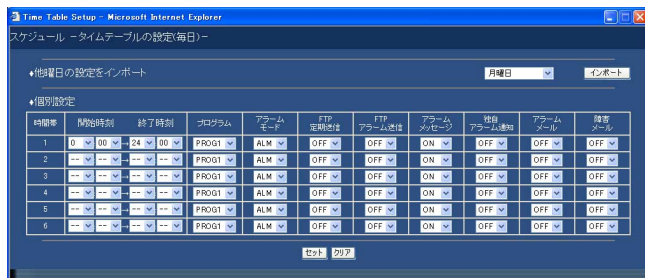 Time Table Setup - Microsoft Internet Explorer
スケジュール －タイムテーブルの設定(毎日)－
♦他曜日の設定をインポート 月曜日 インポート
♦個別設定
時間帯 開始時刻 終了時刻 プログラム アラームモード FTP定期送信 FTPアラーム送信 アラームメッセージ 独自アラーム通知 アラームメール 障害メール
1 0 00 → 24 00 PROG1 ALM OFF OFF ON OFF OFF OFF
2 -- -- → -- -- PROG1 ALM OFF OFF ON OFF OFF OFF
3 -- -- → -- -- PROG1 ALM OFF OFF ON OFF OFF OFF
4 -- -- → -- -- PROG1 ALM OFF OFF ON OFF OFF OFF
5 -- -- → -- -- PROG1 ALM OFF OFF ON OFF OFF OFF
6 -- -- → -- -- PROG1 ALM OFF OFF ON OFF OFF OFF
セット クリア